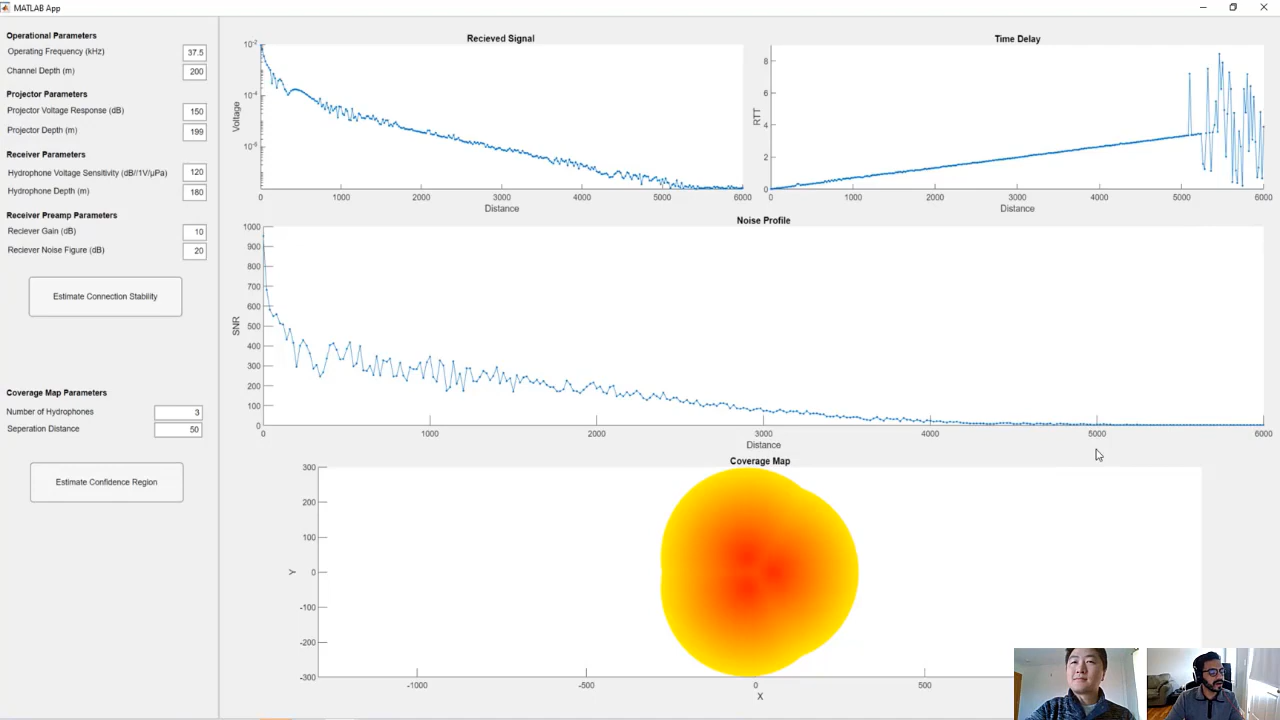 MATLAB App
Operational Parameters
Operating Frequency (kHz) 37.5
Channel Depth (m) 200
Projector Parameters
Projector Voltage Response (dB) 150
Projector Depth (m) 199
Receiver Parameters
Hydrophone Voltage Sensitivity (dB//1V/µPa) 120
Hydrophone Depth (m) 180
Receiver Preamp Parameters
Reciever Gain (dB) 10
Reciever Noise Figure (dB) 20
Estimate Connection Stability
Coverage Map Parameters
Number of Hydrophones 3
Seperation Distance 50
Estimate Confidence Region
Recieved Signal
Voltage
10^-2
10^-4
10^-6
0 1000 2000 3000 4000 5000 6000
Distance
Time Delay
RTT
8
6
4
2
0
0 1000 2000 3000 4000 5000 6000
Distance
Noise Profile
SNR
1000
900
800
700
600
500
400
300
200
100
0
0 1000 2000 3000 4000 5000 6000
Distance
Coverage Map
Y
300
200
100
0
-100
-200
-300
-1000 -500 0 500
X